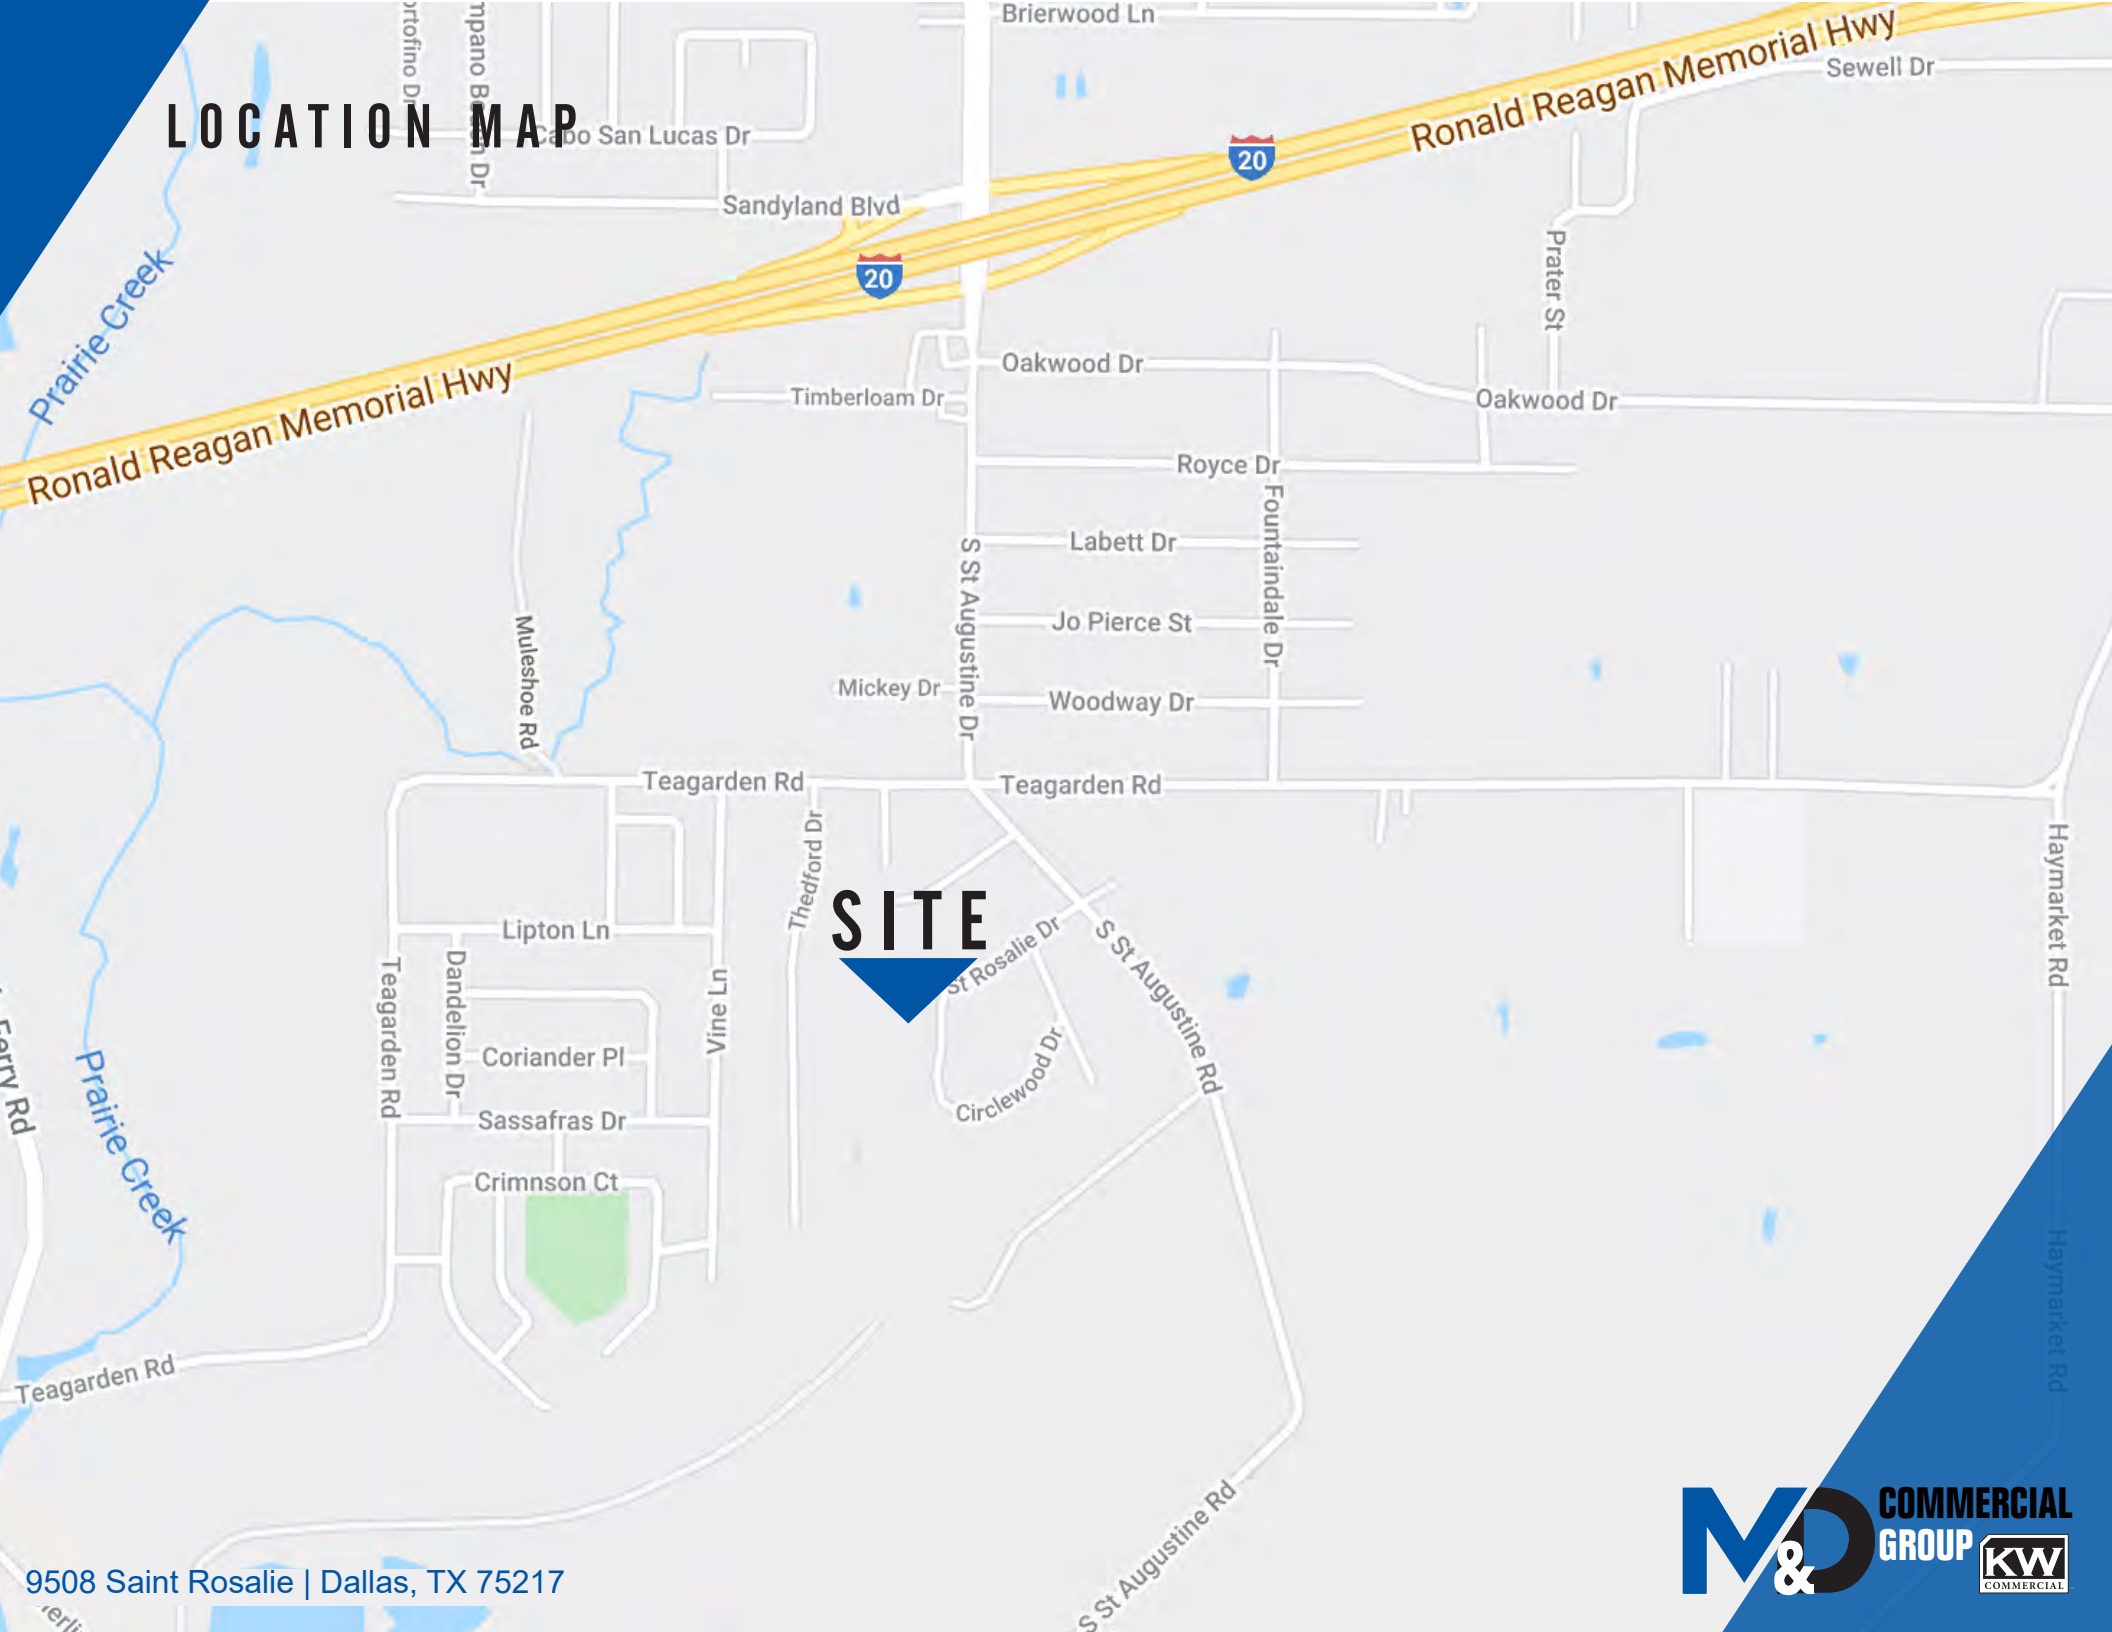 Brierwood Ln
Ronald Reagan Memorial Hwy
Sewell Dr
LOCATION MAP
Cabo San Lucas Dr
20
Sandyland Blvd
20
Prairie Creek
Prater St
Oakwood Dr
Timberloam Dr
Oakwood Dr
Ronald Reagan Memorial Hwy
Royce Dr
Fountaindale Dr
Labett Dr
S St Augustine Dr
Jo Pierce St
Muleshoe Rd
Mickey Dr
Woodway Dr
Teagarden Rd
Teagarden Rd
Thedford Dr
Haymarket Rd
SITE
Lipton Ln
St Rosalie Dr
S St Augustine Rd
Teagarden Rd
Dandelion Dr
Vine Ln
Coriander Pl
Circlewood Dr
Ferry Rd
Prairie Creek
Sassafras Dr
Crimnson Ct
Haymarket Rd
Teagarden Rd
S St Augustine Rd
9508 Saint Rosalie | Dallas, TX 75217
M&D COMMERCIAL
GROUP
KW
COMMERCIAL